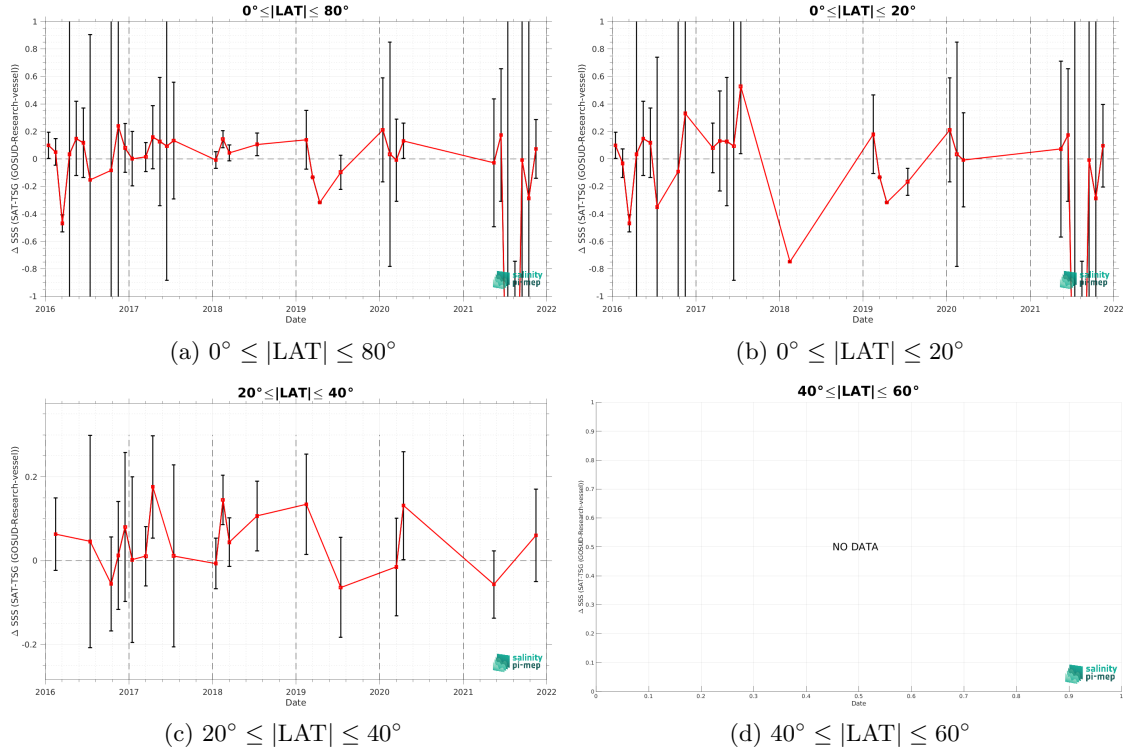 0°≤|LAT|≤ 80°
Δ SSS (SAT-TSG (GOSUD-Research-vessel))
1
0.8
0.6
0.4
0.2
0
-0.2
-0.4
-0.6
-0.8
-1
2016 2017 2018 2019 2020 2021 2022
Date
salinity
pi-mep
(a) 0° ≤ |LAT| ≤ 80°
0°≤|LAT|≤ 20°
Δ SSS (SAT-TSG (GOSUD-Research-vessel))
1
0.8
0.6
0.4
0.2
0
-0.2
-0.4
-0.6
-0.8
-1
2016 2017 2018 2019 2020 2021 2022
Date
salinity
pi-mep
(b) 0° ≤ |LAT| ≤ 20°
20°≤|LAT|≤ 40°
Δ SSS (SAT-TSG (GOSUD-Research-vessel))
0.2
0
-0.2
2016 2017 2018 2019 2020 2021 2022
Date
salinity
pi-mep
(c) 20° ≤ |LAT| ≤ 40°
40°≤|LAT|≤ 60°
Δ SSS (SAT-TSG (GOSUD-Research-vessel))
1
0.9
0.8
0.7
0.6
0.5
0.4
0.3
0.2
0.1
0
NO DATA
0 0.1 0.2 0.3 0.4 0.5 0.6 0.7 0.8 0.9 1
Date
salinity
pi-mep
(d) 40° ≤ |LAT| ≤ 60°